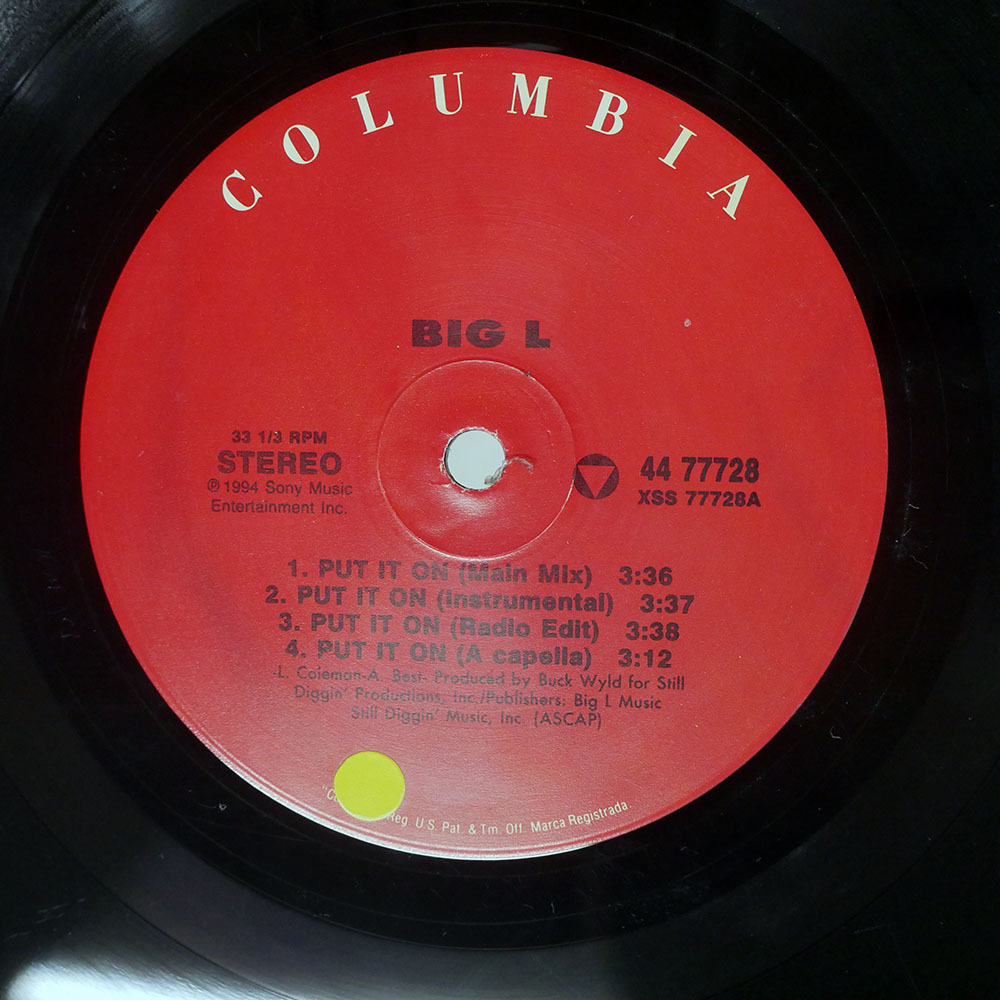 COLUMBIA
BIG L
33 1/3 RPM
STEREO
℗ 1994 Sony Music
Entertainment Inc.
44 77728
XSS 77728A
1. PUT IT ON (Main Mix) 3:36
2. PUT IT ON (Instrumental) 3:37
3. PUT IT ON (Radio Edit) 3:38
4. PUT IT ON (A capella) 3:12
-L. Coleman-A. Best- Produced by Buck Wyld for Still
Diggin' Productions, Inc./Publishers: Big L Music
Still Diggin' Music, Inc. (ASCAP)
Reg. U.S. Pat. & Tm. Off. Marca Registrada.